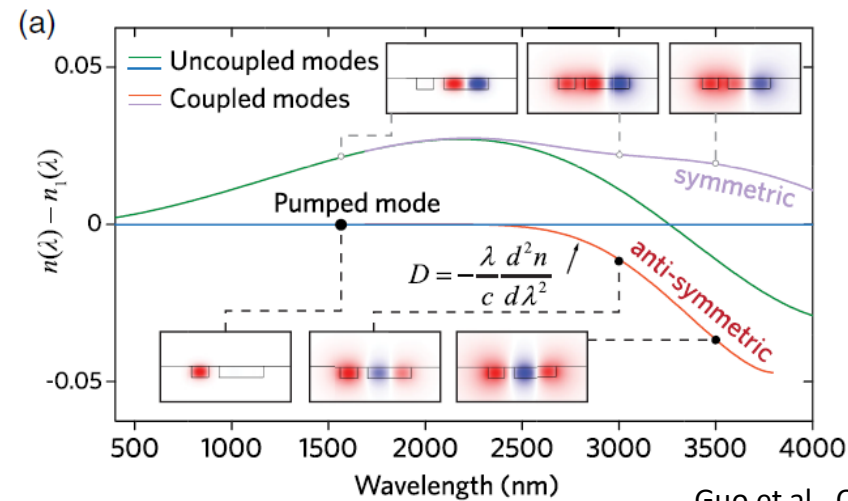 (a)
Uncoupled modes
Coupled modes
0.05
0
-0.05
n(λ) − n₁(λ)
symmetric
Pumped mode
D = −λ/c d²n/dλ²
anti-symmetric
500 1000 1500 2000 2500 3000 3500 4000
Wavelength (nm)
Guo et al.,